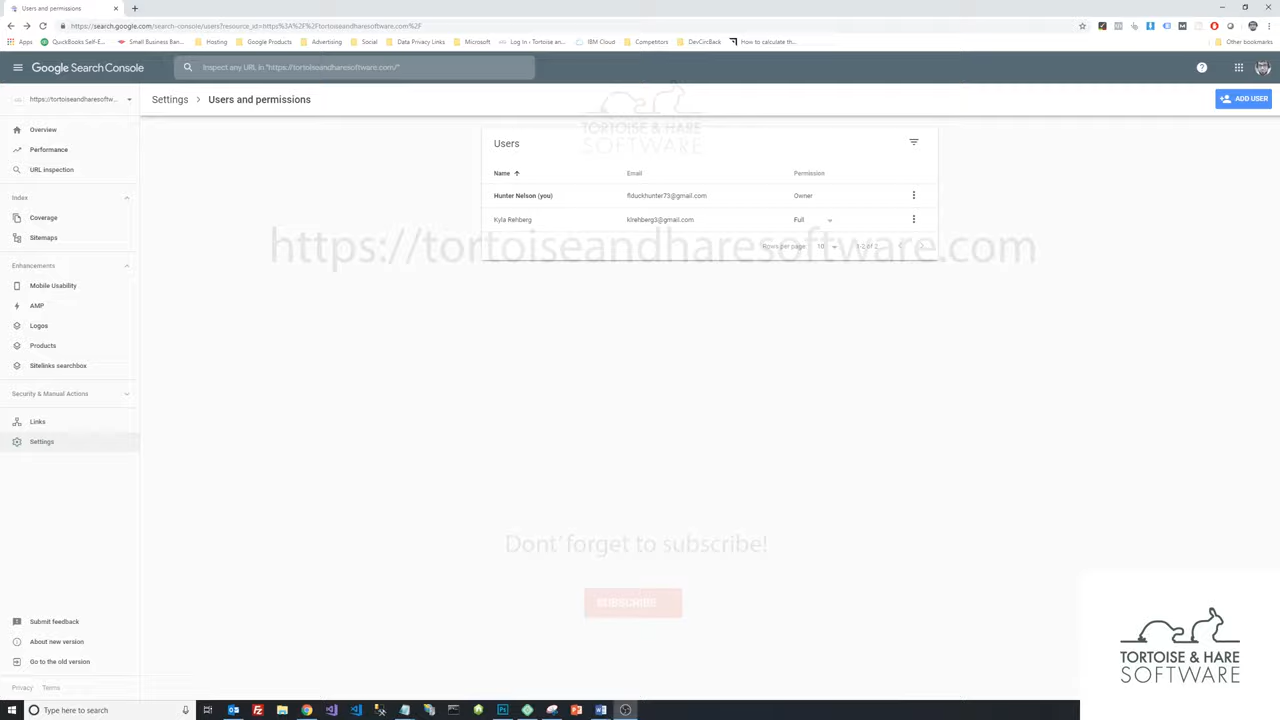 Users and permissions
https://search.google.com/search-console/users?resource_id=https%3A%2F%2Ftortoiseandharesoftware.com%2F
Apps QuickBooks Self-E... Small Business Ban... Hosting Google Products Advertising Social Data Privacy Links Microsoft Log In ‹ Tortoise an... IBM Cloud Competitors DevCircBack How to calculate th... Other bookmarks
Google Search Console
Inspect any URL in "https://tortoiseandharesoftware.com/"
https://tortoiseandharesoftw...
Settings > Users and permissions
ADD USER
TORTOISE & HARE
SOFTWARE
Overview
Performance
URL inspection
Index
Coverage
Sitemaps
Enhancements
Mobile Usability
AMP
Logos
Products
Sitelinks searchbox
Security & Manual Actions
Links
Settings
Submit feedback
About new version
Go to the old version
Privacy Terms
Users
Name Email Permission
Hunter Nelson (you) flduckhunter73@gmail.com Owner
Kyla Rehberg klrehberg3@gmail.com Full
Rows per page: 10 1-2 of 2
https://tortoiseandharesoftware.com
Dont' forget to subscribe!
SUBSCRIBE
TORTOISE & HARE
SOFTWARE
Type here to search